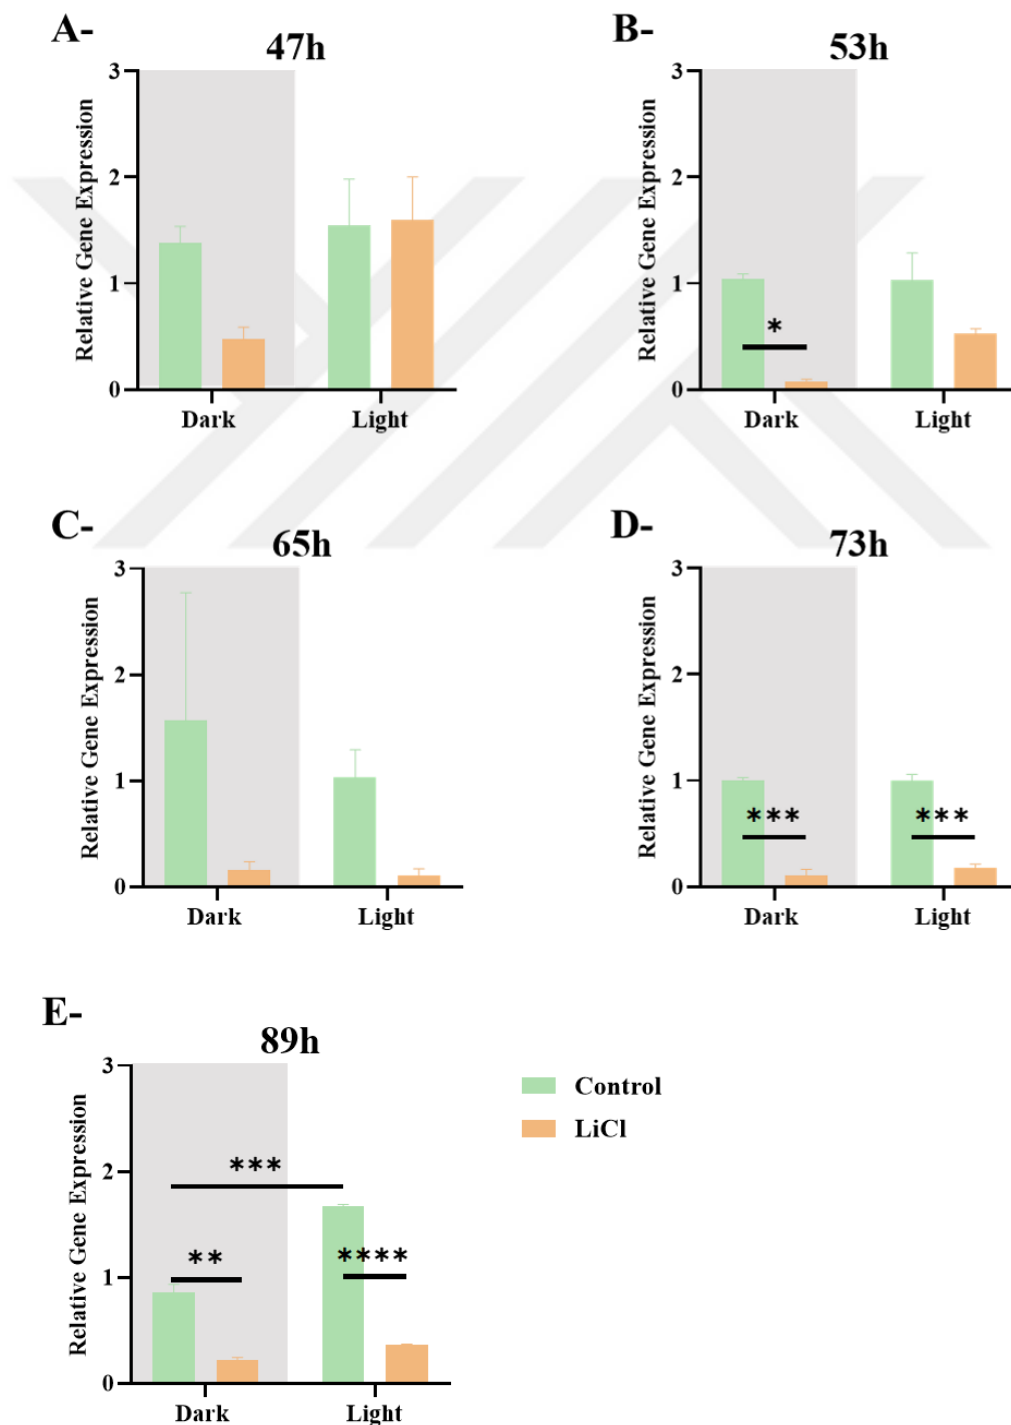 A-
47h
Relative Gene Expression
3
2
1
0
Dark
Light
B-
53h
Relative Gene Expression
3
2
1
0
*
Dark
Light
C-
65h
Relative Gene Expression
3
2
1
0
Dark
Light
D-
73h
Relative Gene Expression
3
2
1
0
***
***
Dark
Light
E-
89h
Relative Gene Expression
3
2
1
0
***
**
****
Dark
Light
Control
LiCl